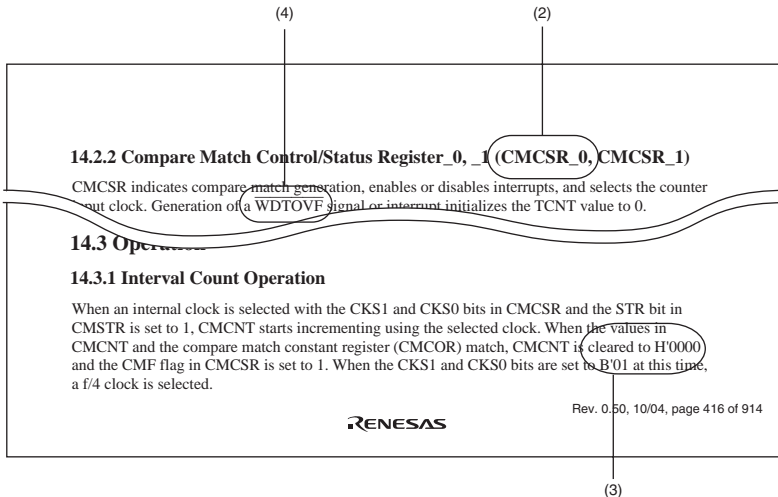 (4) (2)
14.2.2 Compare Match Control/Status Register_0, _1 (CMCSR_0, CMCSR_1)
CMCSR indicates compare match generation, enables or disables interrupts, and selects the counter
input clock. Generation of a WDTOVF signal or interrupt initializes the TCNT value to 0.
14.3 Operation
14.3.1 Interval Count Operation
When an internal clock is selected with the CKS1 and CKS0 bits in CMCSR and the STR bit in
CMSTR is set to 1, CMCNT starts incrementing using the selected clock. When the values in
CMCNT and the compare match constant register (CMCOR) match, CMCNT is cleared to H'0000
and the CMF flag in CMCSR is set to 1. When the CKS1 and CKS0 bits are set to B'01 at this time,
a f/4 clock is selected.
Rev. 0.50, 10/04, page 416 of 914
RENESAS
(3)